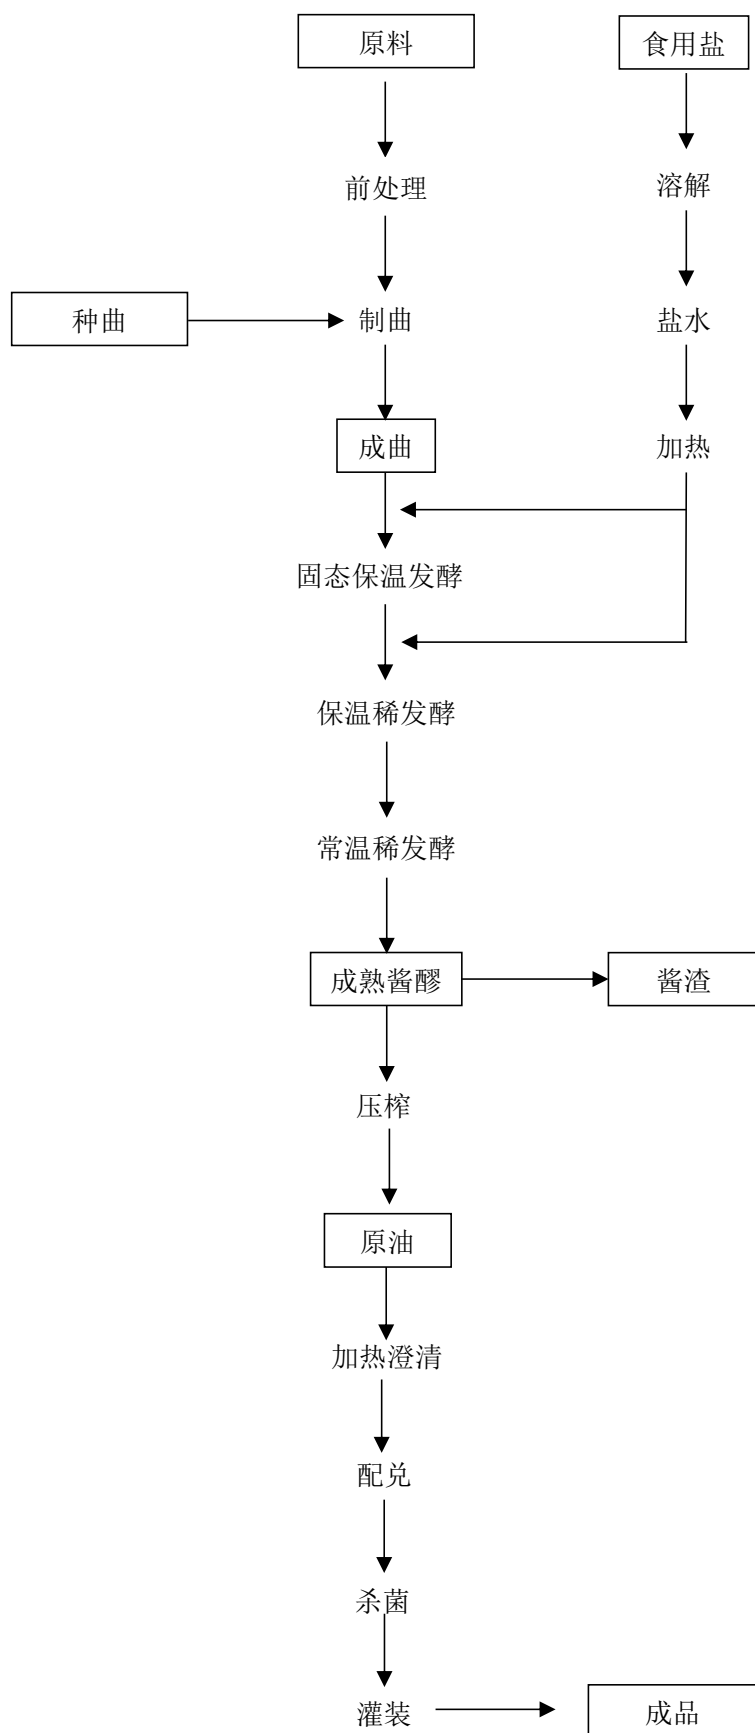 原料
食用盐
前处理
溶解
种曲
制曲
盐水
成曲
加热
固态保温发酵
保温稀发酵
常温稀发酵
成熟酱醪
酱渣
压榨
原油
加热澄清
配兑
杀菌
灌装
成品